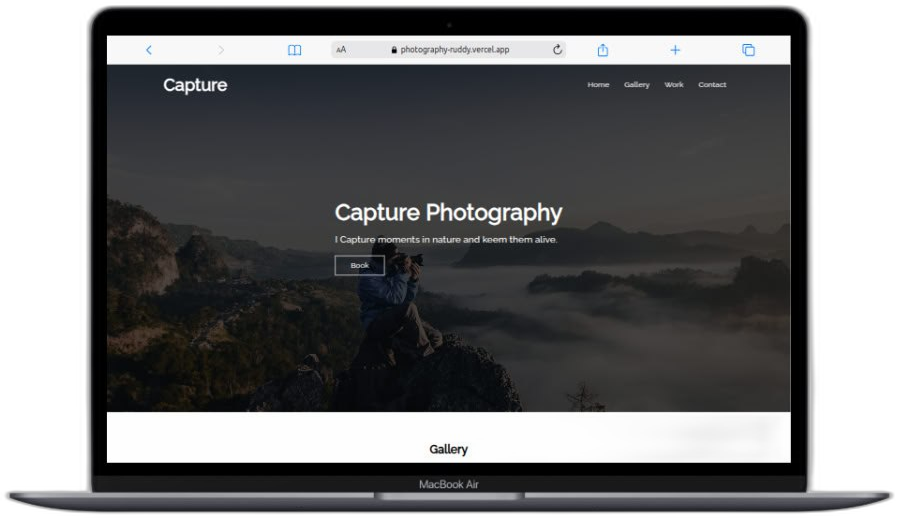 AA photography-ruddy.vercel.app
Capture
Home Gallery Work Contact
Capture Photography
I Capture moments in nature and keem them alive.
Book
Gallery
MacBook Air